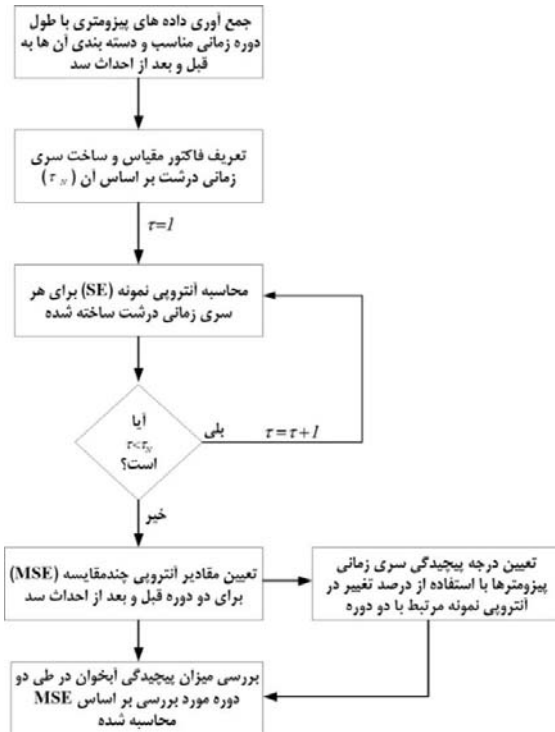 جمع آوری داده های پیزومتری با طول
دوره زمانی مناسب و دسته بندی آن ها به
قبل و بعد از احداث سد
تعریف فاکتور مقیاس و ساخت سری
زمانی درشت بر اساس آن (τ N)
τ=1
محاسبه آنتروپی نمونه (SE) برای هر
سری زمانی درشت ساخته شده
آیا
τ<τN
است؟
بلی
τ=τ+1
خیر
تعیین مقادیر آنتروپی چندمقایسه (MSE)
برای دو دوره قبل و بعد از احداث سد
تعیین درجه پیچیدگی سری زمانی
پیزومترها با استفاده از درصد تغییر در
آنتروپی نمونه مرتبط با دو دوره
بررسی میزان پیچیدگی آبخوان در طی دو
دوره مورد بررسی بر اساس MSE
محاسبه شده